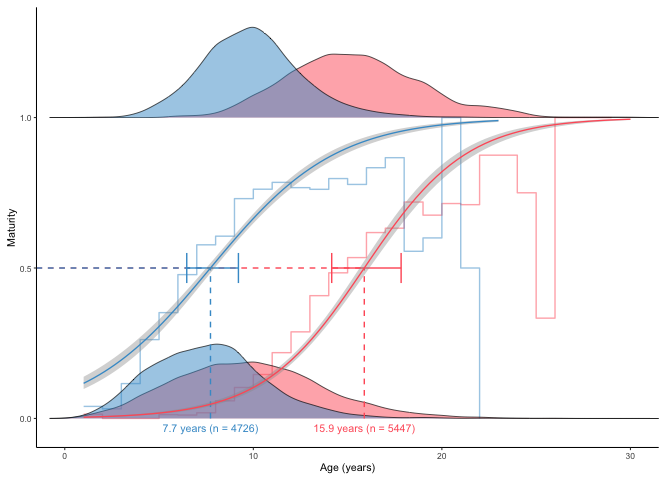 1.0
Maturity
0.5
0.0
7.7 years (n = 4726) 15.9 years (n = 5447)
0 10 20 30
Age (years)